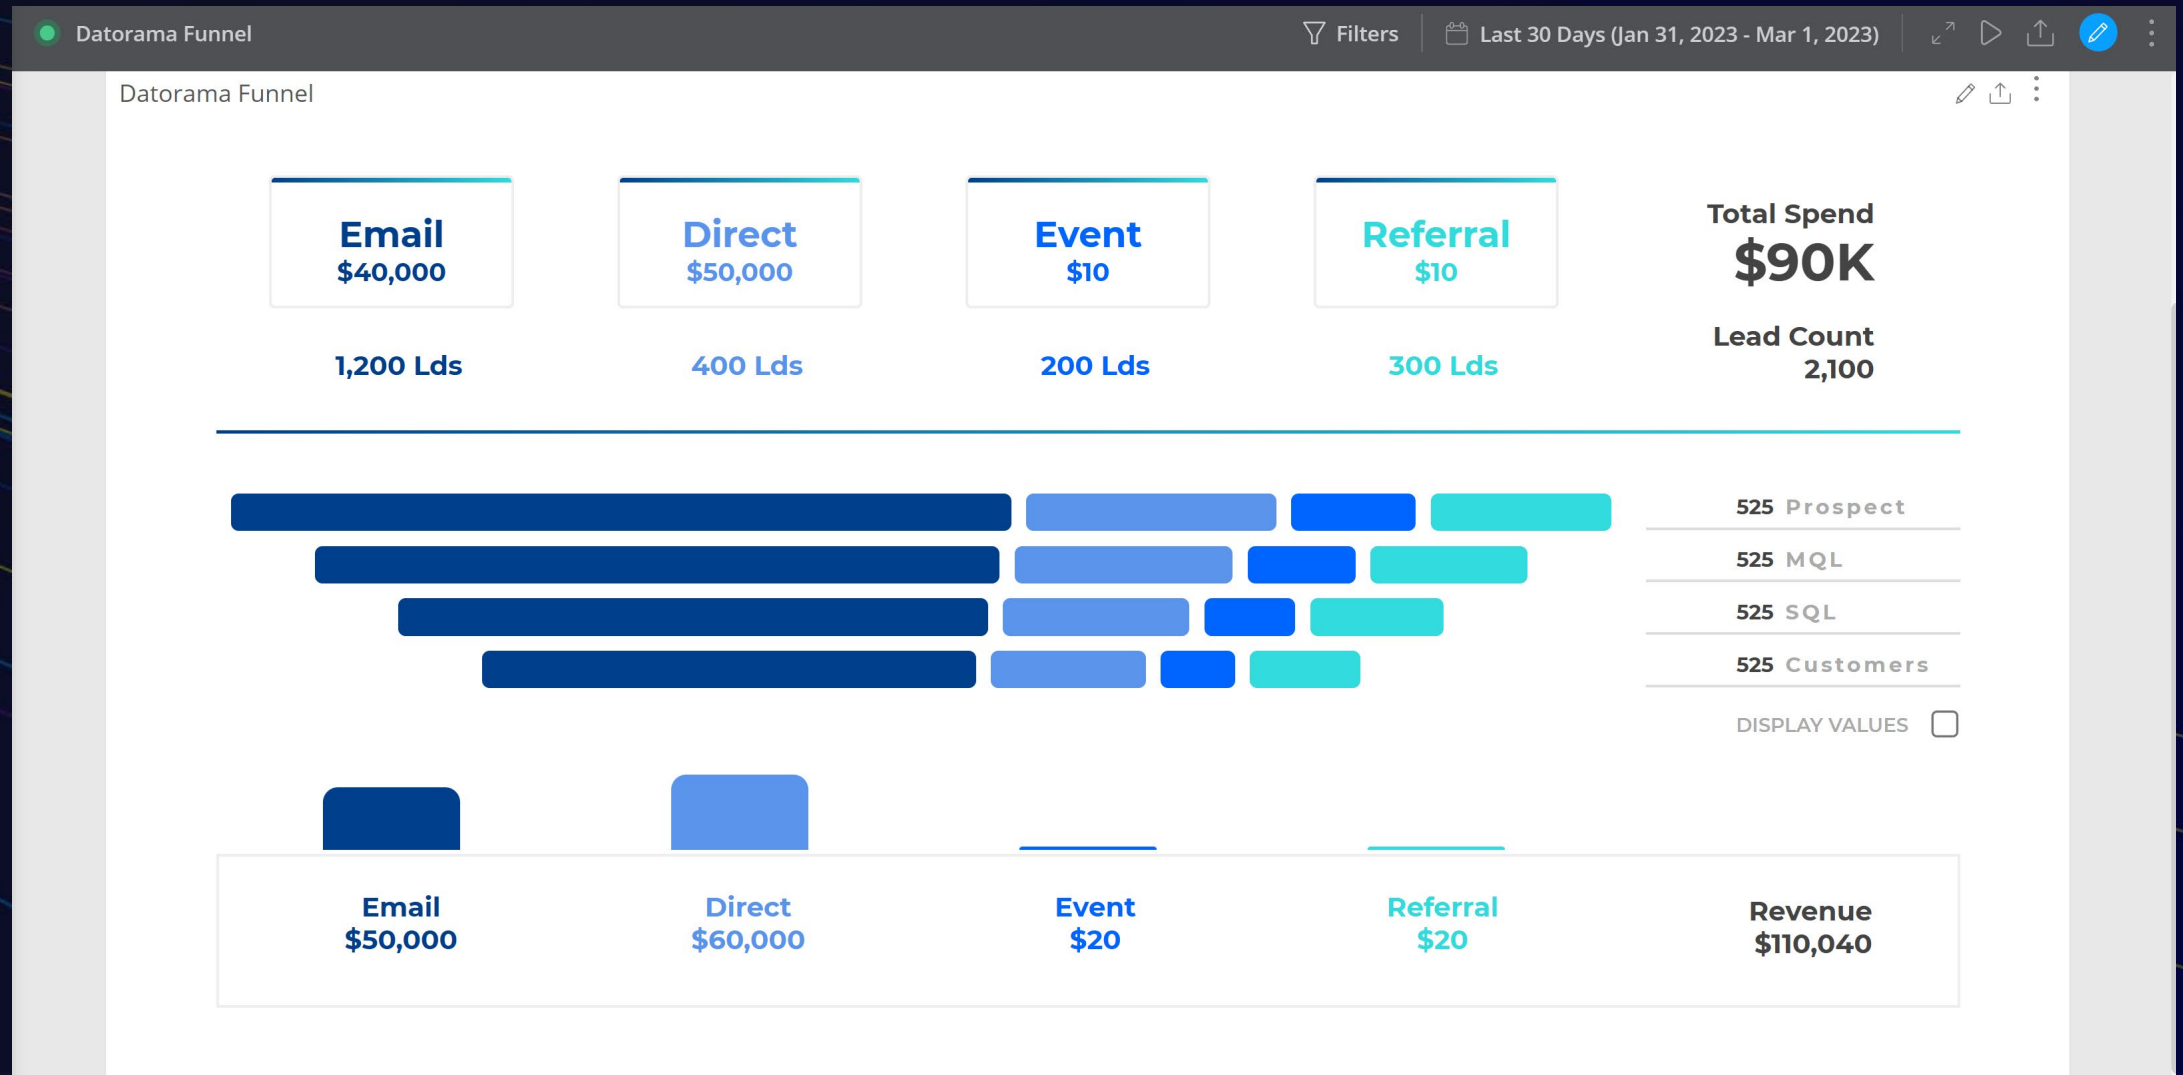 Datorama Funnel
Filters
Last 30 Days (Jan 31, 2023 - Mar 1, 2023)
Datorama Funnel
Email
$40,000
Direct
$50,000
Event
$10
Referral
$10
Total Spend
$90K
1,200 Lds
400 Lds
200 Lds
300 Lds
Lead Count
2,100
525 Prospect
525 MQL
525 SQL
525 Customers
DISPLAY VALUES
Email
$50,000
Direct
$60,000
Event
$20
Referral
$20
Revenue
$110,040